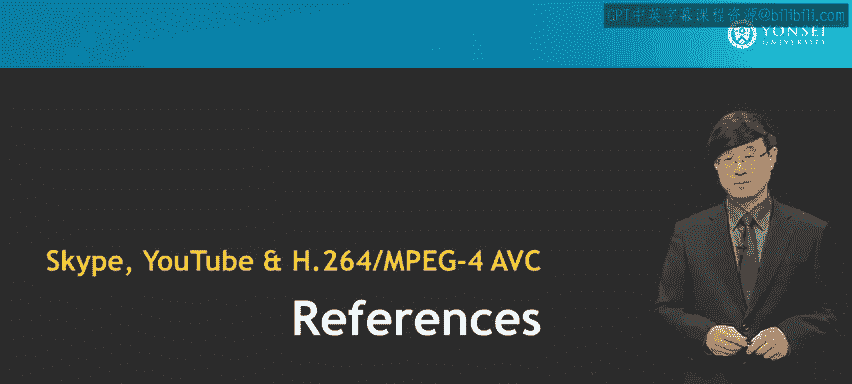 GPT中英字幕课程资源@bilibili.com
YONSEI
UNIVERSITY
Skype, YouTube & H.264/MPEG-4 AVC
References